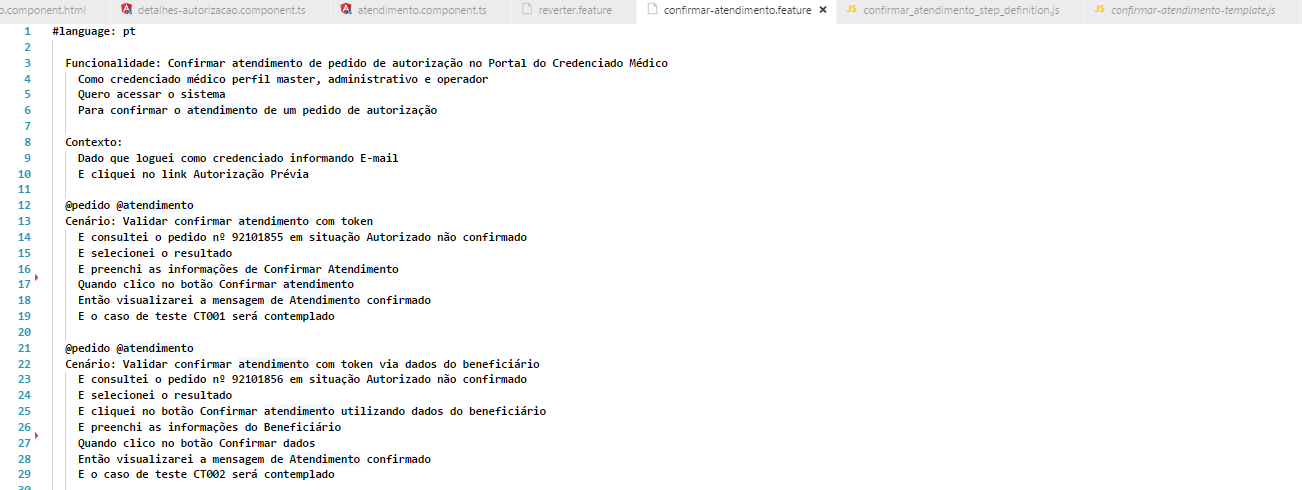 o.component.html detalhes-autorizacao.component.ts atendimento.component.ts reverter.feature confirmar-atendimento.feature × JS confirmar_atendimento_step_definition.js JS confirmar-atendimento-template.js
1 #language: pt
2
3 Funcionalidade: Confirmar atendimento de pedido de autorização no Portal do Credenciado Médico
4 Como credenciado médico perfil master, administrativo e operador
5 Quero acessar o sistema
6 Para confirmar o atendimento de um pedido de autorização
7
8 Contexto:
9 Dado que loguei como credenciado informando E-mail
10 E cliquei no link Autorização Prévia
11
12 @pedido @atendimento
13 Cenário: Validar confirmar atendimento com token
14 E consultei o pedido nº 92101855 em situação Autorizado não confirmado
15 E selecionei o resultado
16 E preenchi as informações de Confirmar Atendimento
17 Quando clico no botão Confirmar atendimento
18 Então visualizarei a mensagem de Atendimento confirmado
19 E o caso de teste CT001 será contemplado
20
21 @pedido @atendimento
22 Cenário: Validar confirmar atendimento com token via dados do beneficiário
23 E consultei o pedido nº 92101856 em situação Autorizado não confirmado
24 E selecionei o resultado
25 E cliquei no botão Confirmar atendimento utilizando dados do beneficiário
26 E preenchi as informações do Beneficiário
27 Quando clico no botão Confirmar dados
28 Então visualizarei a mensagem de Atendimento confirmado
29 E o caso de teste CT002 será contemplado
30